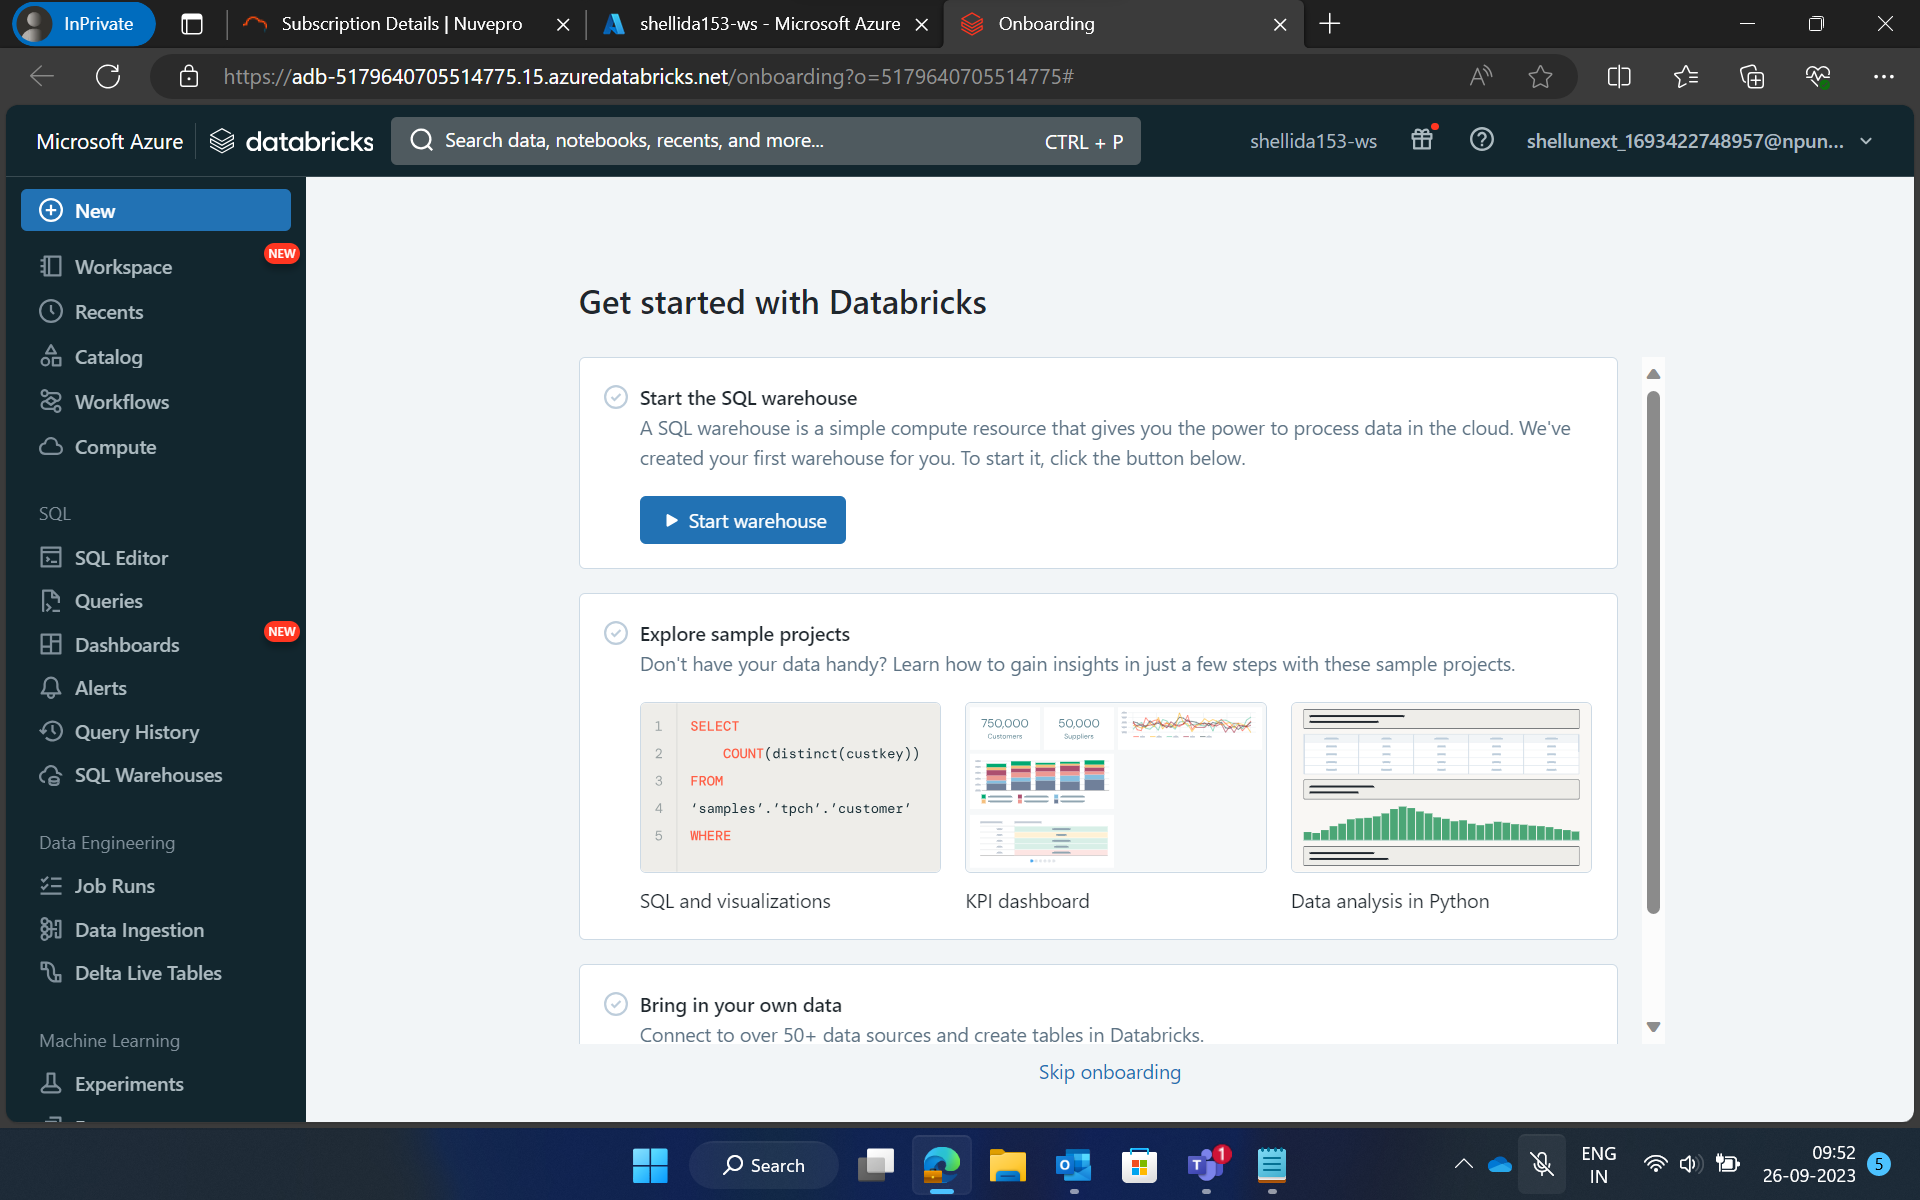 InPrivate
Subscription Details | Nuvepro
shellida153-ws - Microsoft Azure
Onboarding
https://adb-5179640705514775.15.azuredatabricks.net/onboarding?o=5179640705514775#
Microsoft Azure
databricks
Search data, notebooks, recents, and more...
CTRL + P
shellida153-ws
shellunext_1693422748957@npun...
New
Workspace
NEW
Recents
Catalog
Workflows
Compute
SQL
SQL Editor
Queries
Dashboards
NEW
Alerts
Query History
SQL Warehouses
Data Engineering
Job Runs
Data Ingestion
Delta Live Tables
Machine Learning
Experiments
Get started with Databricks
Start the SQL warehouse
A SQL warehouse is a simple compute resource that gives you the power to process data in the cloud. We've
created your first warehouse for you. To start it, click the button below.
Start warehouse
Explore sample projects
Don't have your data handy? Learn how to gain insights in just a few steps with these sample projects.
1 SELECT
2 COUNT(distinct(custkey))
3 FROM
4 ‘samples’.‘tpch’.‘customer’
5 WHERE
750,000
Customers
50,000
Suppliers
SQL and visualizations
KPI dashboard
Data analysis in Python
Bring in your own data
Connect to over 50+ data sources and create tables in Databricks.
Skip onboarding
Search
1
ENG
IN
09:52
26-09-2023
5